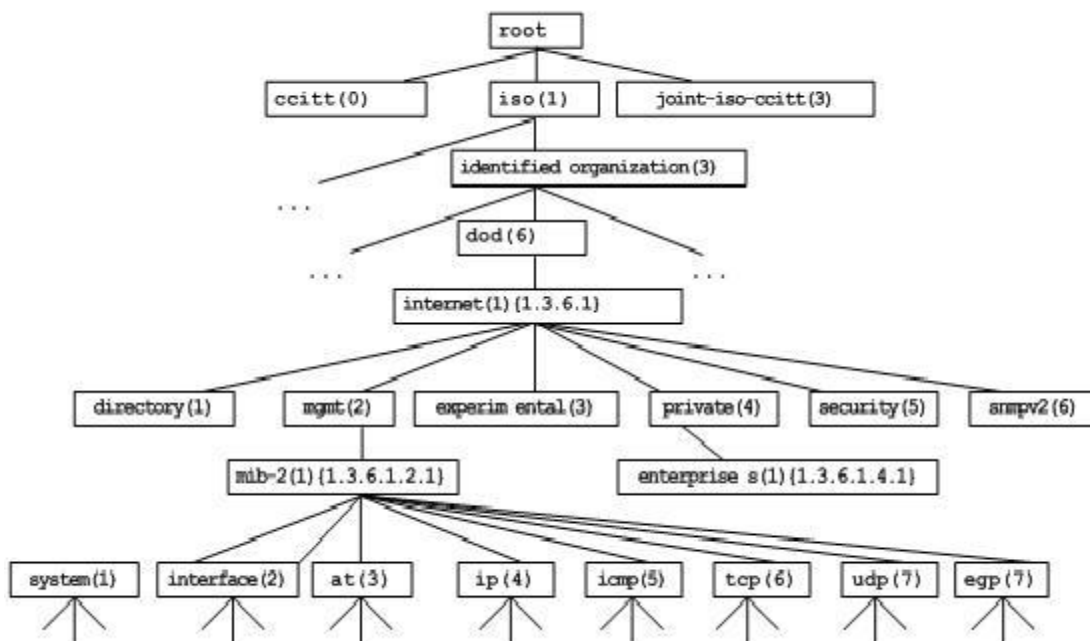 root
ccitt(0)
iso(1)
joint-iso-ccitt(3)
identified organization(3)
...
dod(6)
...
...
internet(1){1.3.6.1}
directory(1)
mgmt(2)
experim ental(3)
private(4)
security(5)
snmpv2(6)
mib-2(1){1.3.6.1.2.1}
enterprise s(1){1.3.6.1.4.1}
system(1)
interface(2)
at(3)
ip(4)
icmp(5)
tcp(6)
udp(7)
egp(7)